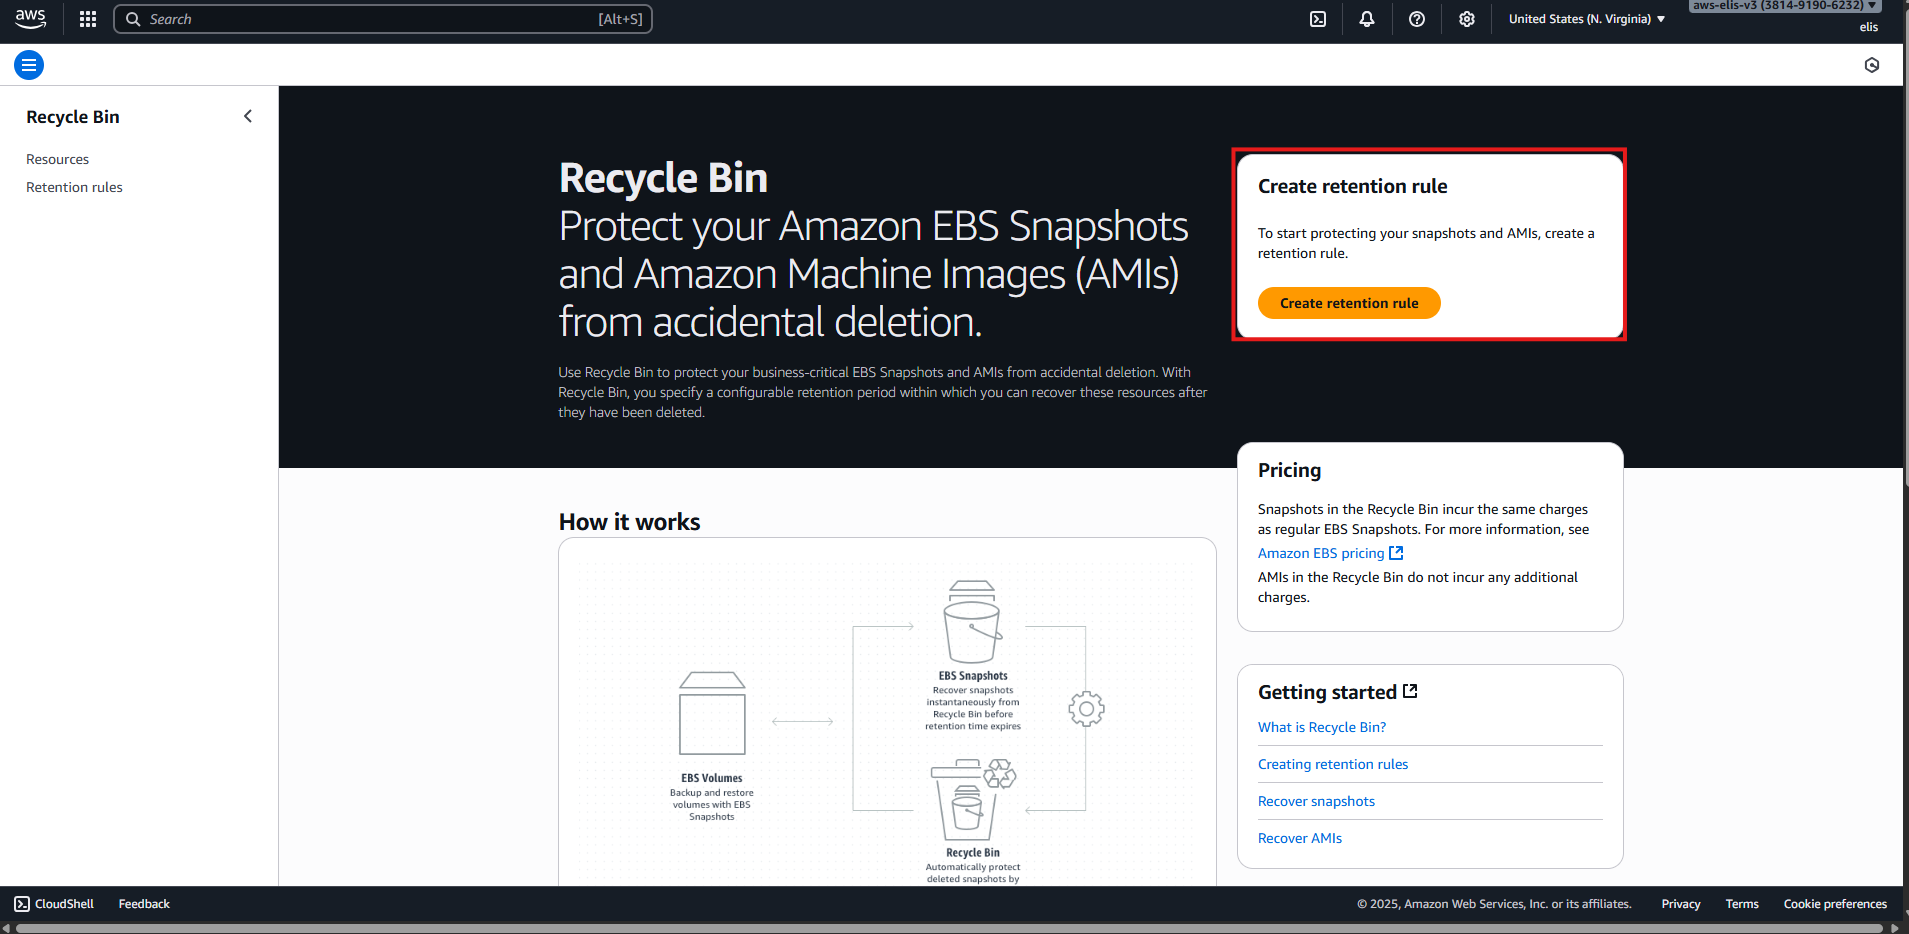 aws
Search
[Alt+S]
United States (N. Virginia)
aws-elis-v3 (3814-9190-6232)
elis
Recycle Bin
Resources
Retention rules
Recycle Bin
Protect your Amazon EBS Snapshots
and Amazon Machine Images (AMIs)
from accidental deletion.
Use Recycle Bin to protect your business-critical EBS Snapshots and AMIs from accidental deletion. With
Recycle Bin, you specify a configurable retention period within which you can recover these resources after
they have been deleted.
Create retention rule
To start protecting your snapshots and AMIs, create a
retention rule.
Create retention rule
Pricing
Snapshots in the Recycle Bin incur the same charges
as regular EBS Snapshots. For more information, see
Amazon EBS pricing
AMIs in the Recycle Bin do not incur any additional
charges.
How it works
EBS Volumes
Backup and restore
volumes with EBS
Snapshots
EBS Snapshots
Recover snapshots
instantaneously from
Recycle Bin before
retention time expires
Recycle Bin
Automatically protect
deleted snapshots by
Getting started
What is Recycle Bin?
Creating retention rules
Recover snapshots
Recover AMIs
CloudShell
Feedback
© 2025, Amazon Web Services, Inc. or its affiliates.
Privacy
Terms
Cookie preferences